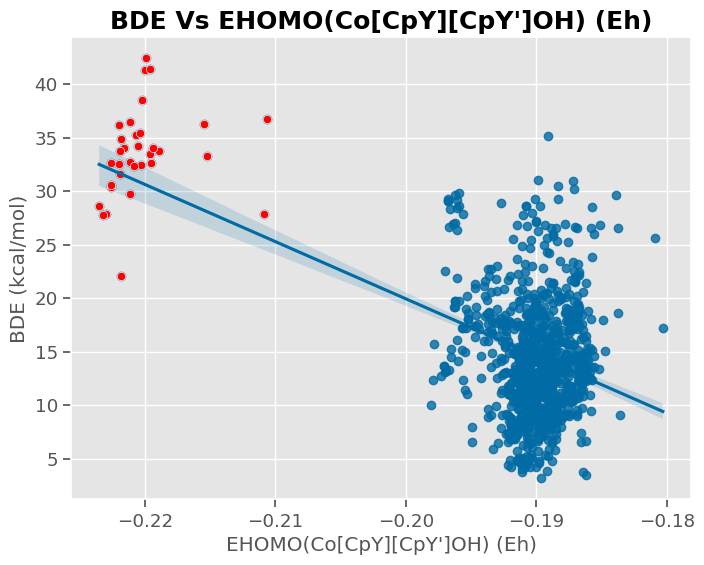 BDE Vs EHOMO(Co[CpY][CpY']OH) (Eh)
BDE (kcal/mol)
40
35
30
25
20
15
10
5
−0.22 −0.21 −0.20 −0.19 −0.18
EHOMO(Co[CpY][CpY']OH) (Eh)